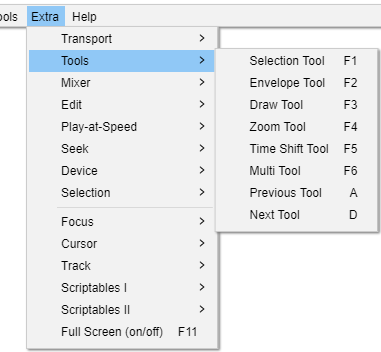 ools Extra Help
Transport >
Tools >
Mixer >
Edit >
Play-at-Speed >
Seek >
Device >
Selection >
Focus >
Cursor >
Track >
Scriptables I >
Scriptables II >
Full Screen (on/off) F11
Selection Tool F1
Envelope Tool F2
Draw Tool F3
Zoom Tool F4
Time Shift Tool F5
Multi Tool F6
Previous Tool A
Next Tool D